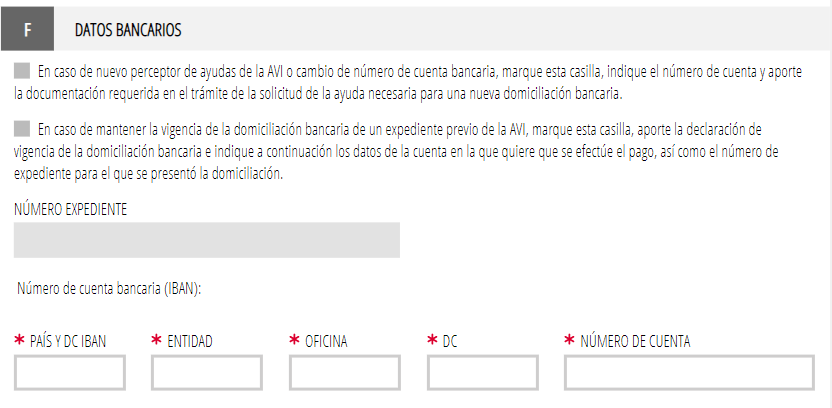 F DATOS BANCARIOS
En caso de nuevo perceptor de ayudas de la AVI o cambio de número de cuenta bancaria, marque esta casilla, indique el número de cuenta y aporte
la documentación requerida en el trámite de la solicitud de la ayuda necesaria para una nueva domiciliación bancaria.
En caso de mantener la vigencia de la domiciliación bancaria de un expediente previo de la AVI, marque esta casilla, aporte la declaración de
vigencia de la domiciliación bancaria e indique a continuación los datos de la cuenta en la que quiere que se efectúe el pago, así como el número de
expediente para el que se presentó la domiciliación.
NÚMERO EXPEDIENTE
Número de cuenta bancaria (IBAN):
* PAÍS Y DC IBAN * ENTIDAD * OFICINA * DC * NÚMERO DE CUENTA